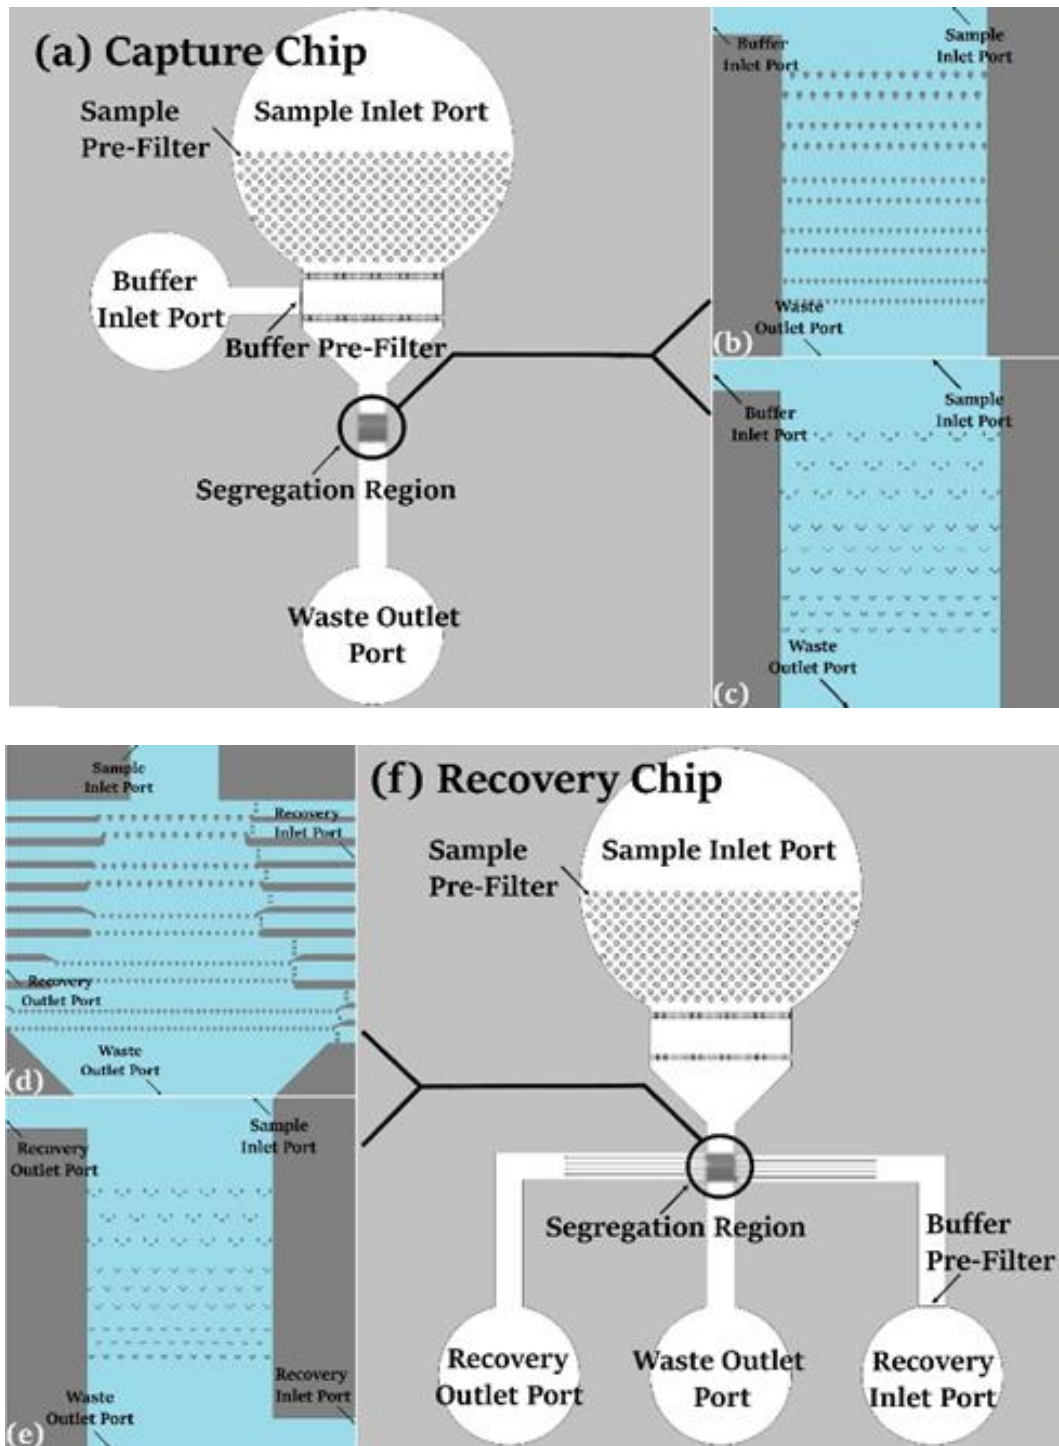 (a) Capture Chip
Sample
Pre-Filter
Sample Inlet Port
Buffer
Inlet Port
Buffer Pre-Filter
Segregation Region
Waste Outlet
Port
Buffer
Inlet Port
Sample
Inlet Port
Waste
Outlet Port
(b)
Buffer
Inlet Port
Sample
Inlet Port
Waste
Outlet Port
(c)
Sample
Inlet Port
Recovery
Inlet Port
Recovery
Outlet Port
Waste
Outlet Port
(d)
Recovery
Outlet Port
Sample
Inlet Port
Waste
Outlet Port
Recovery
Inlet Port
(e)
(f) Recovery Chip
Sample
Pre-Filter
Sample Inlet Port
Segregation Region
Buffer
Pre-Filter
Recovery
Outlet Port
Waste Outlet
Port
Recovery
Inlet Port